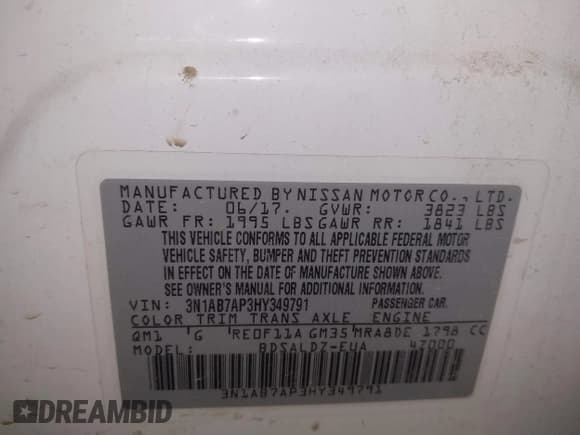 MANUFACTURED BY NISSAN MOTOR CO., LTD.
DATE: 06/17. GVWR: 3823 LBS
GAWR FR: 1995 LBS GAWR RR: 1841 LBS
THIS VEHICLE CONFORMS TO ALL APPLICABLE FEDERAL MOTOR
VEHICLE SAFETY, BUMPER AND THEFT PREVENTION STANDARDS
IN EFFECT ON THE DATE OF MANUFACTURE SHOWN ABOVE.
SEE OWNER'S MANUAL FOR ADDITIONAL INFORMATION.
VIN: 3N1AB7AP3HY349791 PASSENGER CAR.
COLOR TRIM TRANS AXLE ENGINE
QM1 G RE0F11A GM35 MRA8DE 1798 CC
MODEL: BDSALDZ-EUA 4Z000
3N1AB7AP3HY349791
DREAMBID